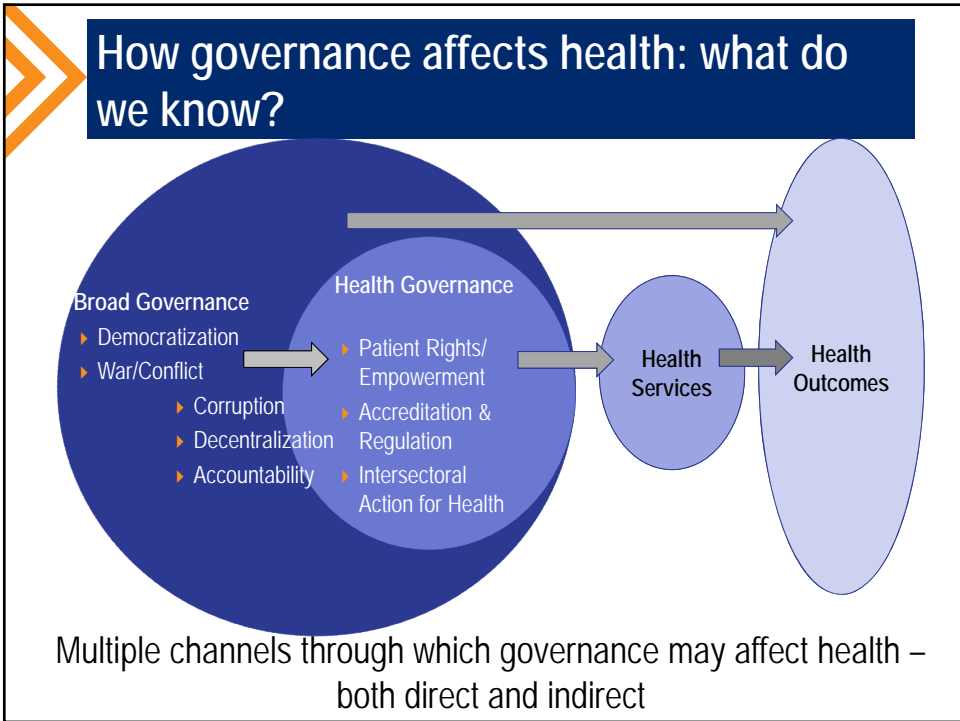 How governance affects health: what do
we know?
Broad Governance
Democratization
War/Conflict
Corruption
Decentralization
Accountability
Health Governance
Patient Rights/
Empowerment
Accreditation &
Regulation
Intersectoral
Action for Health
Health
Services
Health
Outcomes
Multiple channels through which governance may affect health –
both direct and indirect